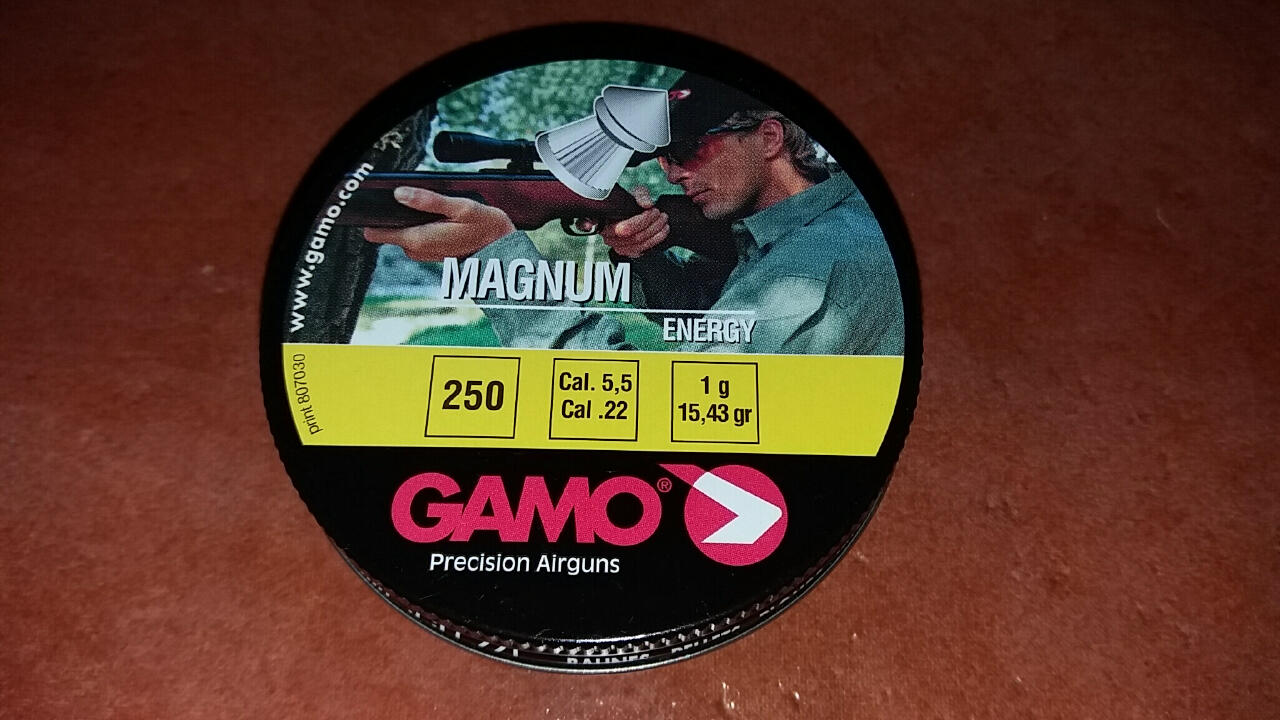 www.gamo.com
MAGNUM
ENERGY
print 807030
250
Cal. 5,5
Cal .22
1 g
15,43 gr
GAMO®
Precision Airguns